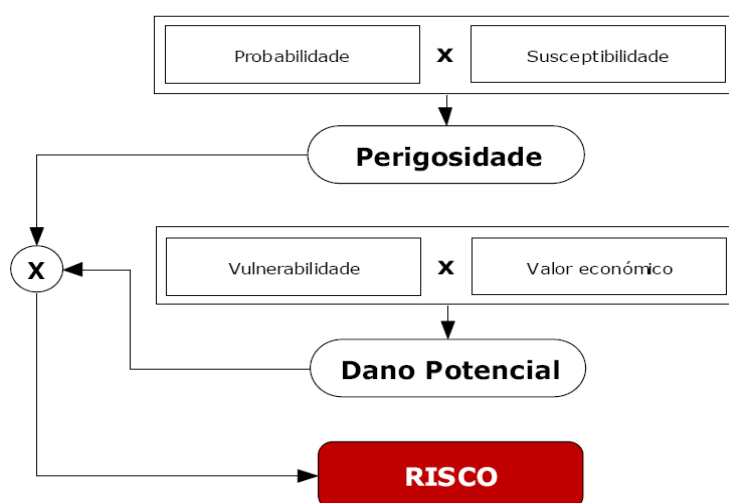 Probabilidade x Susceptibilidade
Perigosidade
Vulnerabilidade x Valor económico
X
Dano Potencial
RISCO